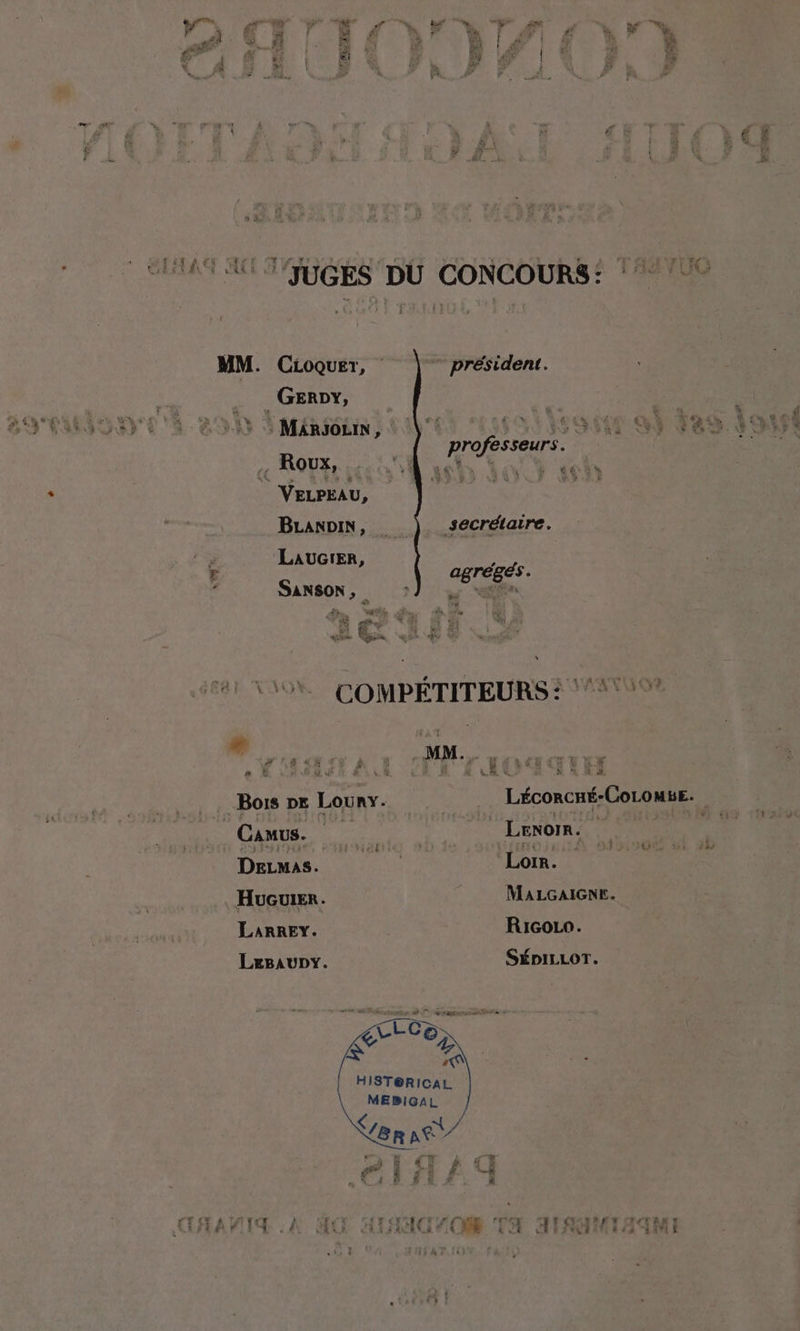 JUGES DU CONCOURS:
MM. CLOQUET, président.
GERDY,
MARJOLIN, professeurs.
ROUX,
VELPEAU,
BLANDIN, secrétaire.
LAUGIER, agrégés.
SANSON,
COMPÉTITEURS:
MM.
BOIS DE LOURY. LÉCORCHÉ-COLOMBE.
CAMUS. LENOIR.
DELMAS. LOIR.
HUGUIER. MALGAIGNE.
LARREY. RIGOLO.
LEBAUDY. SÉDILLOT.
WELLCOME
HISTORICAL
MEDICAL
LIBRARY